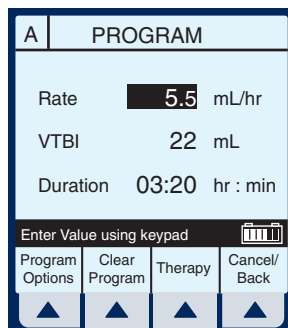 A PROGRAM
Rate 5.5 mL/hr
VTBI 22 mL
Duration 03:20 hr : min
Enter Value using keypad
Program Options Clear Program Therapy Cancel/ Back